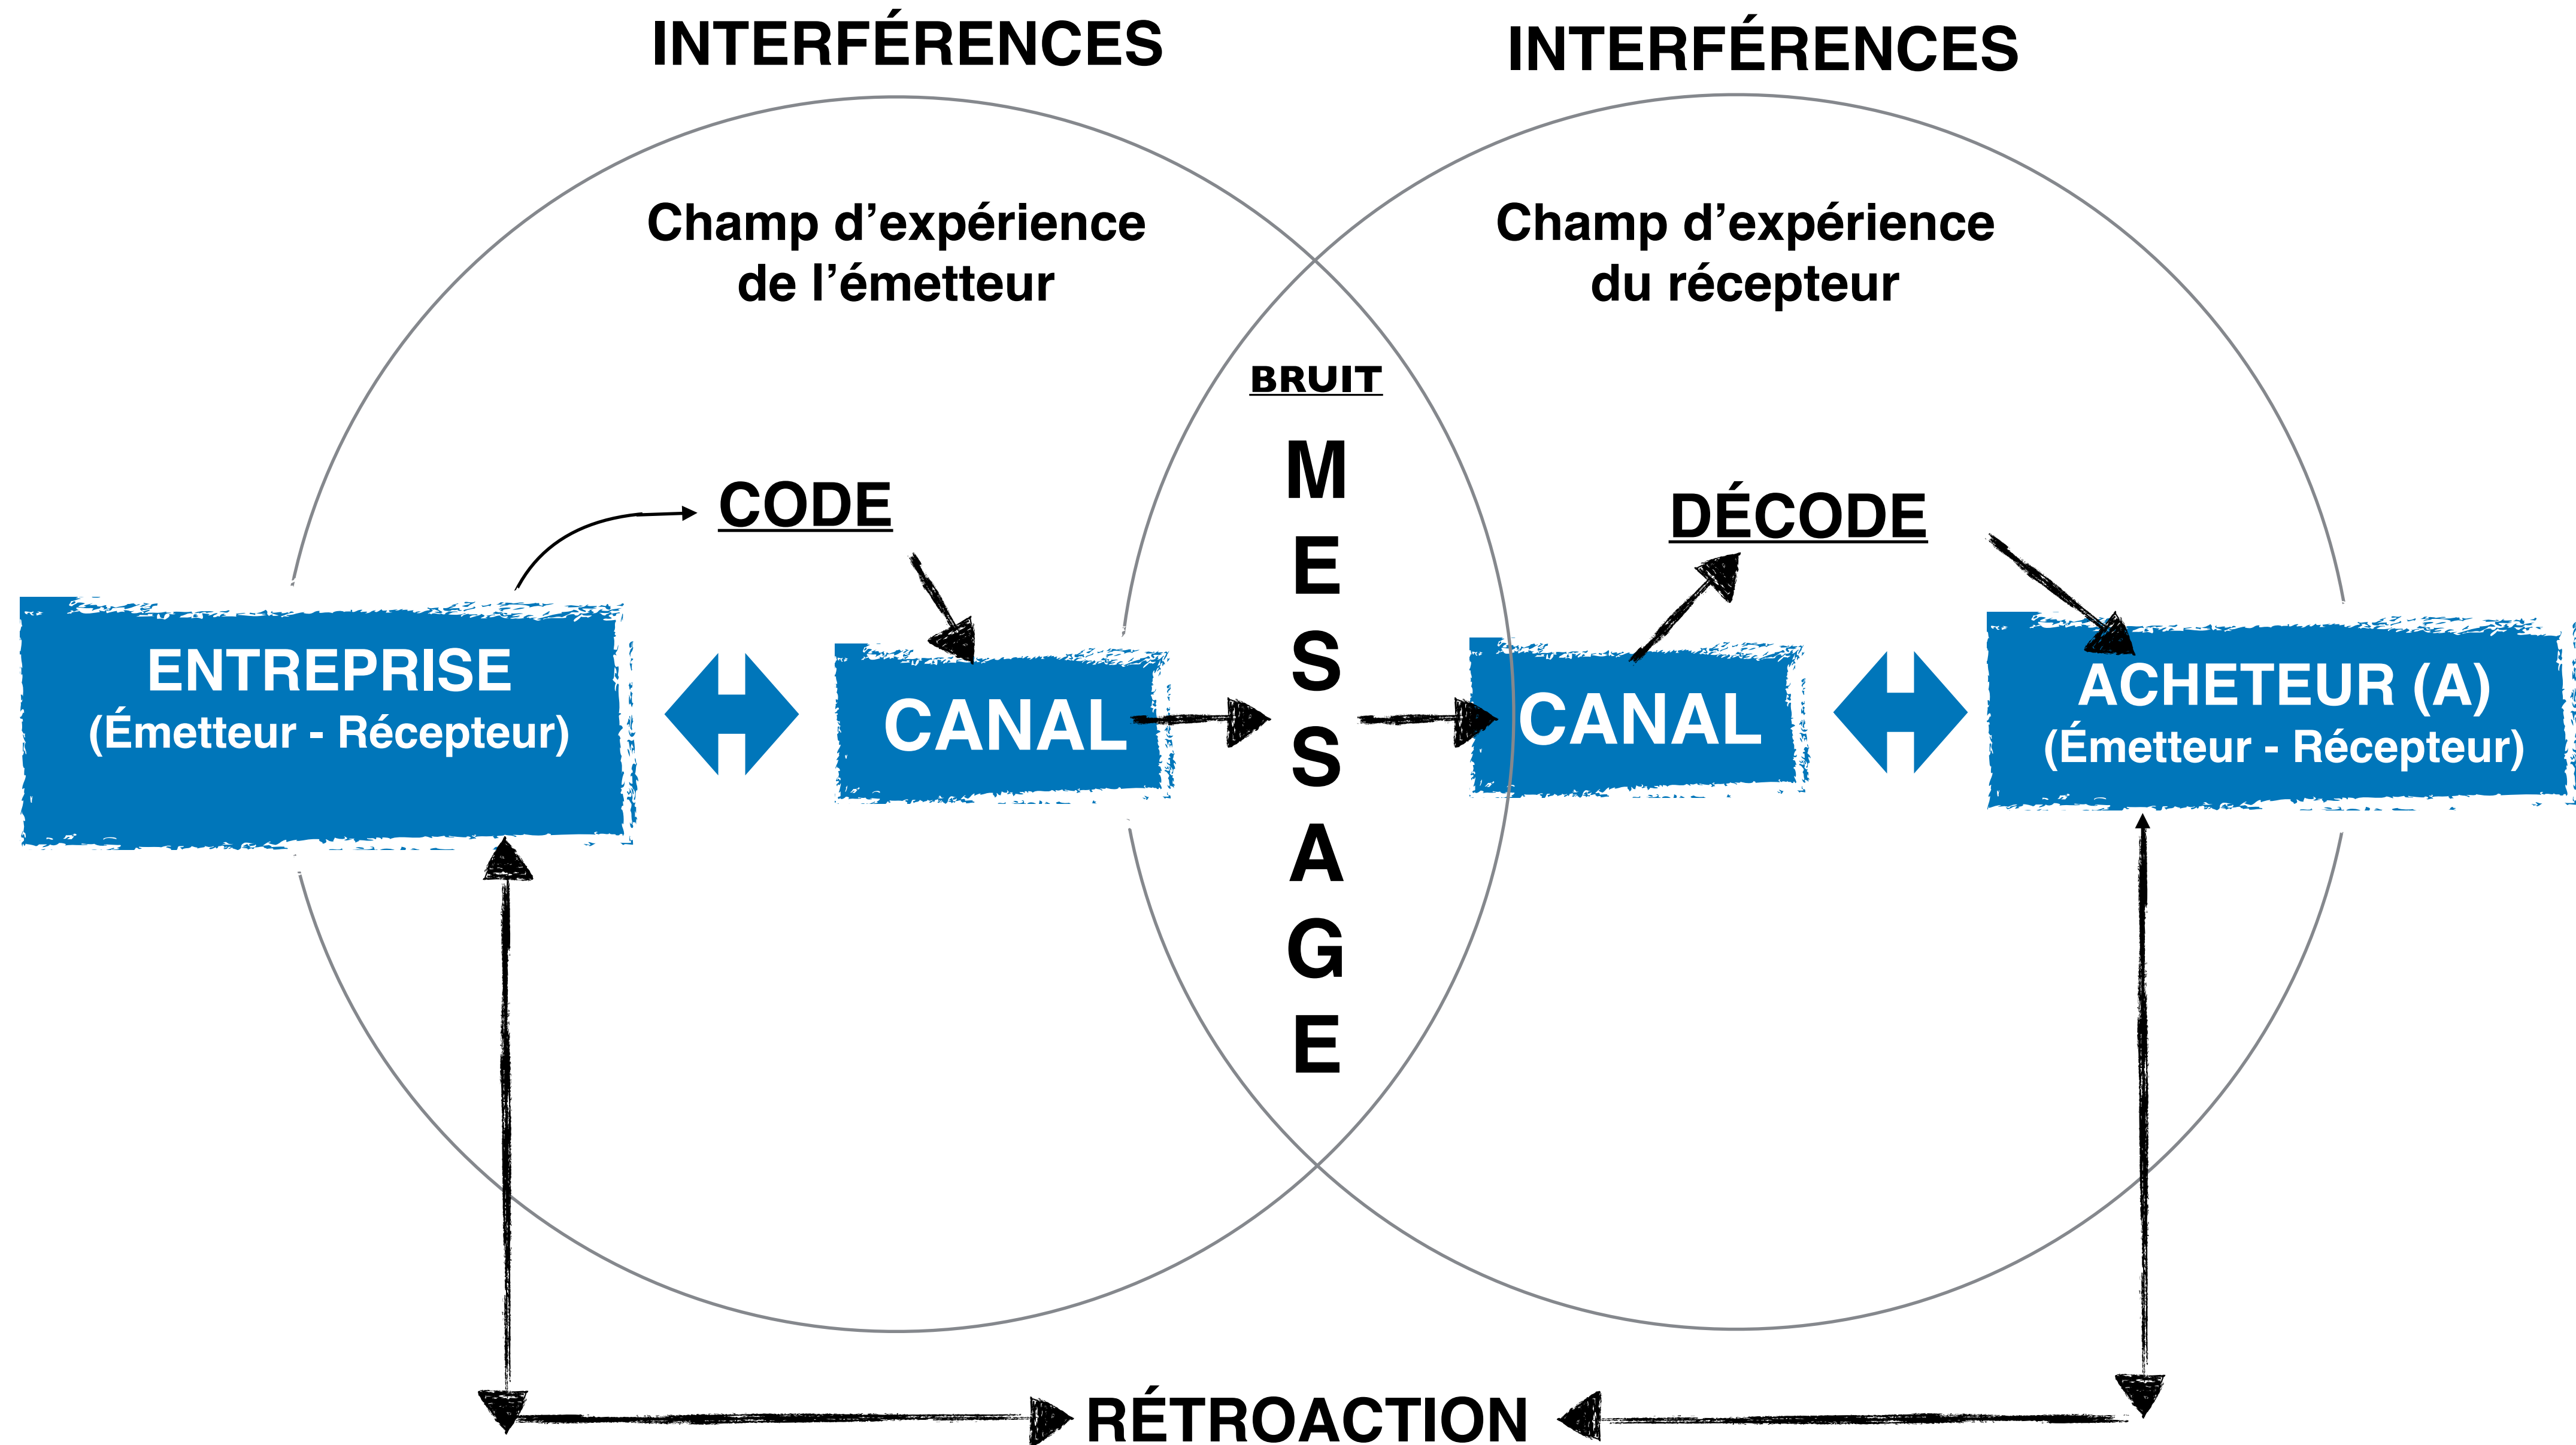 INTERFÉRENCES
INTERFÉRENCES
Champ d’expérience
de l’émetteur
Champ d’expérience
du récepteur
BRUIT
MESSAGE
CODE
DÉCODE
ENTREPRISE
(Émetteur - Récepteur)
CANAL
CANAL
ACHETEUR (A)
(Émetteur - Récepteur)
RÉTROACTION